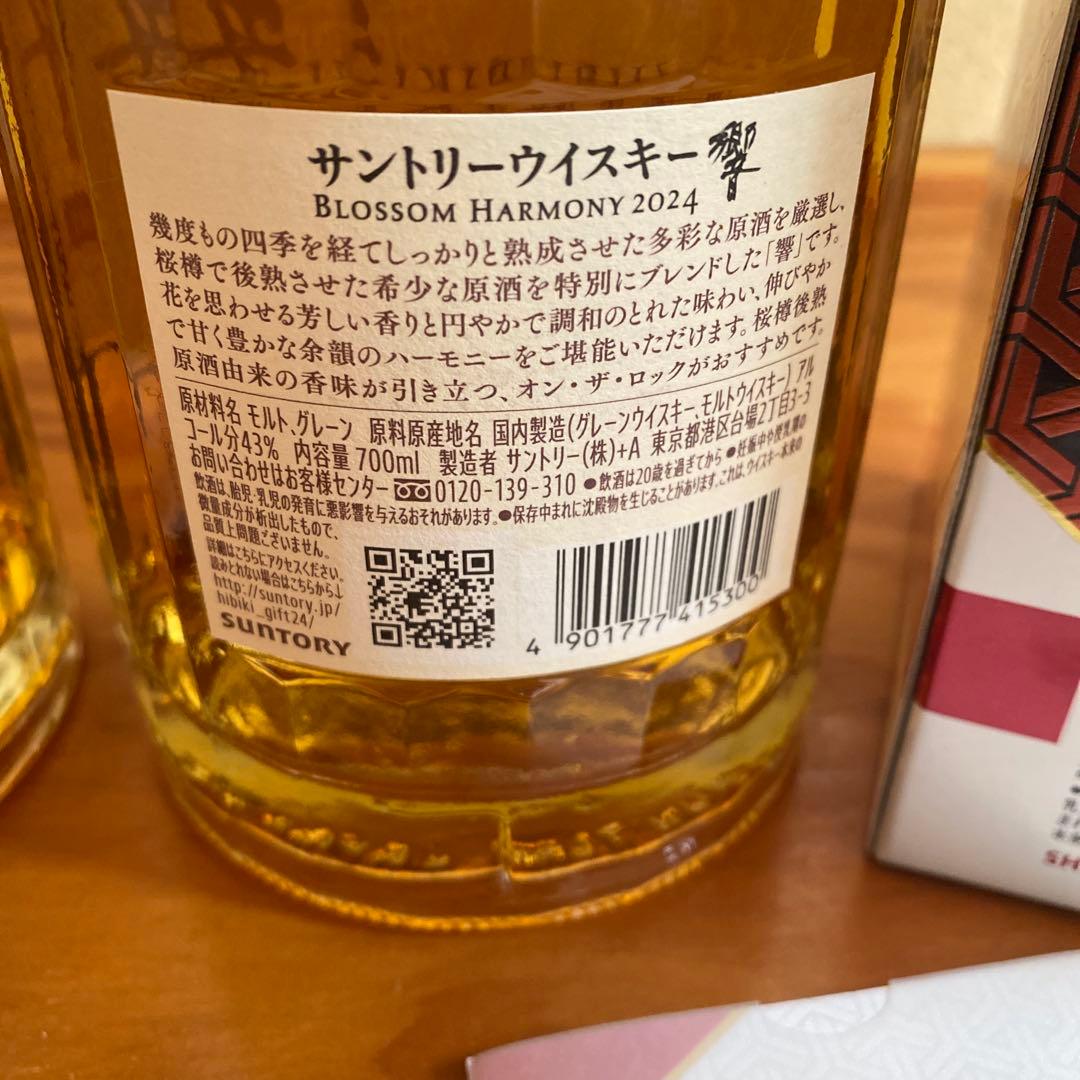 サントリーウイスキー響
BLOSSOM HARMONY 2024
幾度もの四季を経てしっかりと熟成させた多彩な原酒を厳選し、
桜樽で後熟させた希少な原酒を特別にブレンドした「響」です。
花を思わせる芳しい香りと円やかで調和のとれた味わい、伸びやか
で甘く豊かな余韻のハーモニーをご堪能いただけます。桜樽後熟
原酒由来の香味が引き立つ、オン・ザ・ロックがおすすめです。
原材料名 モルト、グレーン 原料原産地名 国内製造(グレーンウイスキー、モルトウイスキー) アル
コール分43% 内容量 700ml 製造者 サントリー(株)+A 東京都港区台場2丁目3-3
お問い合わせはお客様センター 0120-139-310 ●飲酒は20歳を過ぎてから ●妊娠中や授乳期の
飲酒は、胎児・乳児の発育に悪影響を与えるおそれがあります。●保存中まれに沈殿物を生じることがあります。これは、ウイスキー本来の
微量成分が析出したもので、
品質上問題ございません。
詳細はこちらにアクセスください。
読みとれない場合はこちらから↓
http://suntory.jp/
hibiki_gift24/
SUNTORY
4 901777 415300
SH